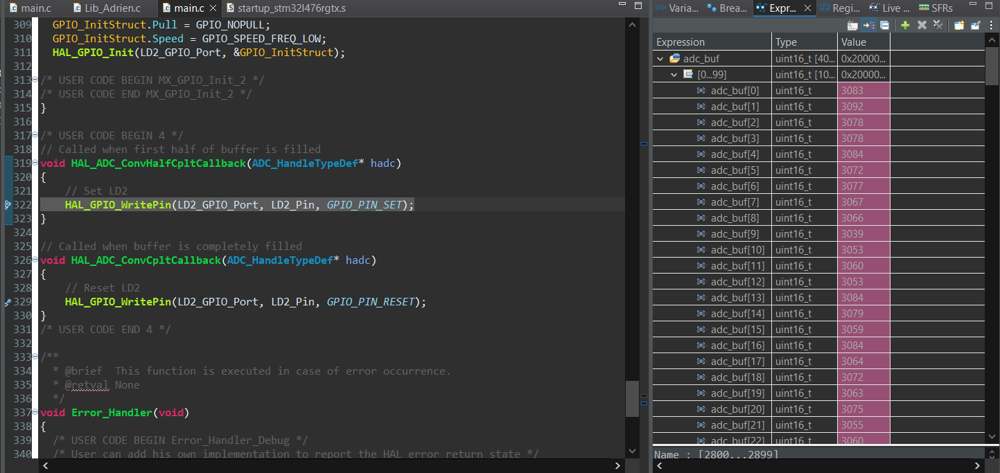 main.c
Lib_Adrien.c
main.c
startup_stm32l476rgtx.s
309 GPIO_InitStruct.Pull = GPIO_NOPULL;
310 GPIO_InitStruct.Speed = GPIO_SPEED_FREQ_LOW;
311 HAL_GPIO_Init(LD2_GPIO_Port, &GPIO_InitStruct);
312
313 /* USER CODE BEGIN MX_GPIO_Init_2 */
314 /* USER CODE END MX_GPIO_Init_2 */
315 }
316
317 /* USER CODE BEGIN 4 */
318 // Called when first half of buffer is filled
319 void HAL_ADC_ConvHalfCpltCallback(ADC_HandleTypeDef* hadc)
320 {
321 // Set LD2
322 HAL_GPIO_WritePin(LD2_GPIO_Port, LD2_Pin, GPIO_PIN_SET);
323 }
324
325 // Called when buffer is completely filled
326 void HAL_ADC_ConvCpltCallback(ADC_HandleTypeDef* hadc)
327 {
328 // Reset LD2
329 HAL_GPIO_WritePin(LD2_GPIO_Port, LD2_Pin, GPIO_PIN_RESET);
330 }
331 /* USER CODE END 4 */
332
333 /**
334 * @brief  This function is executed in case of error occurrence.
335 * @retval None
336 */
337 void Error_Handler(void)
338 {
339 /* USER CODE BEGIN Error_Handler_Debug */
340 /* User can add his own implementation to report the HAL error return state */
Varia...
Brea...
Expr...
Regi...
Live ...
SFRs
Expression Type Value
adc_buf uint16_t [40... 0x20000...
[0...99] uint16_t [10... 0x20000...
adc_buf[0] uint16_t 3083
adc_buf[1] uint16_t 3092
adc_buf[2] uint16_t 3078
adc_buf[3] uint16_t 3078
adc_buf[4] uint16_t 3084
adc_buf[5] uint16_t 3072
adc_buf[6] uint16_t 3077
adc_buf[7] uint16_t 3067
adc_buf[8] uint16_t 3066
adc_buf[9] uint16_t 3039
adc_buf[10] uint16_t 3053
adc_buf[11] uint16_t 3060
adc_buf[12] uint16_t 3053
adc_buf[13] uint16_t 3084
adc_buf[14] uint16_t 3079
adc_buf[15] uint16_t 3059
adc_buf[16] uint16_t 3084
adc_buf[17] uint16_t 3064
adc_buf[18] uint16_t 3072
adc_buf[19] uint16_t 3063
adc_buf[20] uint16_t 3075
adc_buf[21] uint16_t 3055
adc_buf[22] uint16_t 3060
Name : [2800...2899]